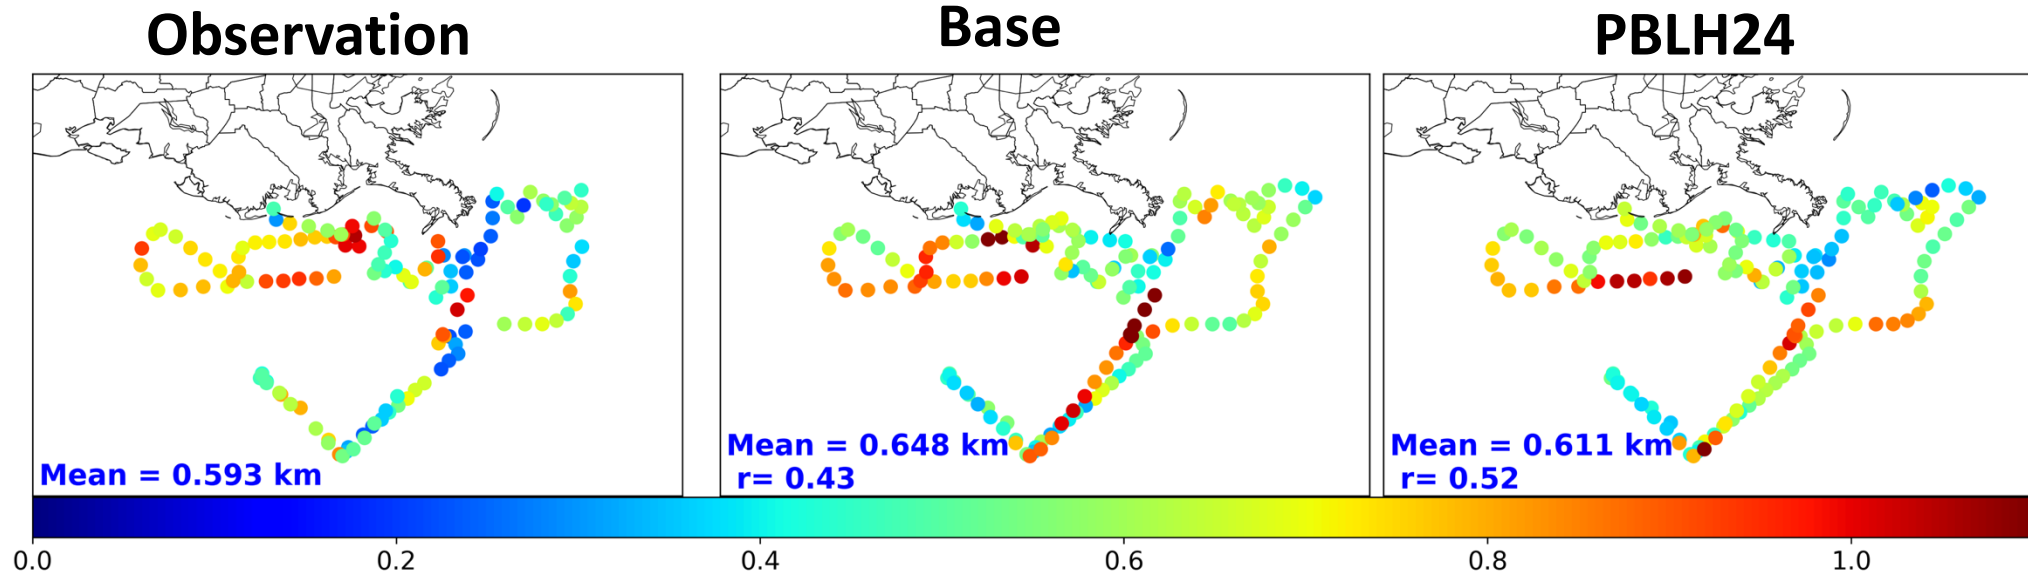 Observation
Base
PBLH24
Mean = 0.593 km
Mean = 0.648 km
r= 0.43
Mean = 0.611 km
r= 0.52
0.0 0.2 0.4 0.6 0.8 1.0